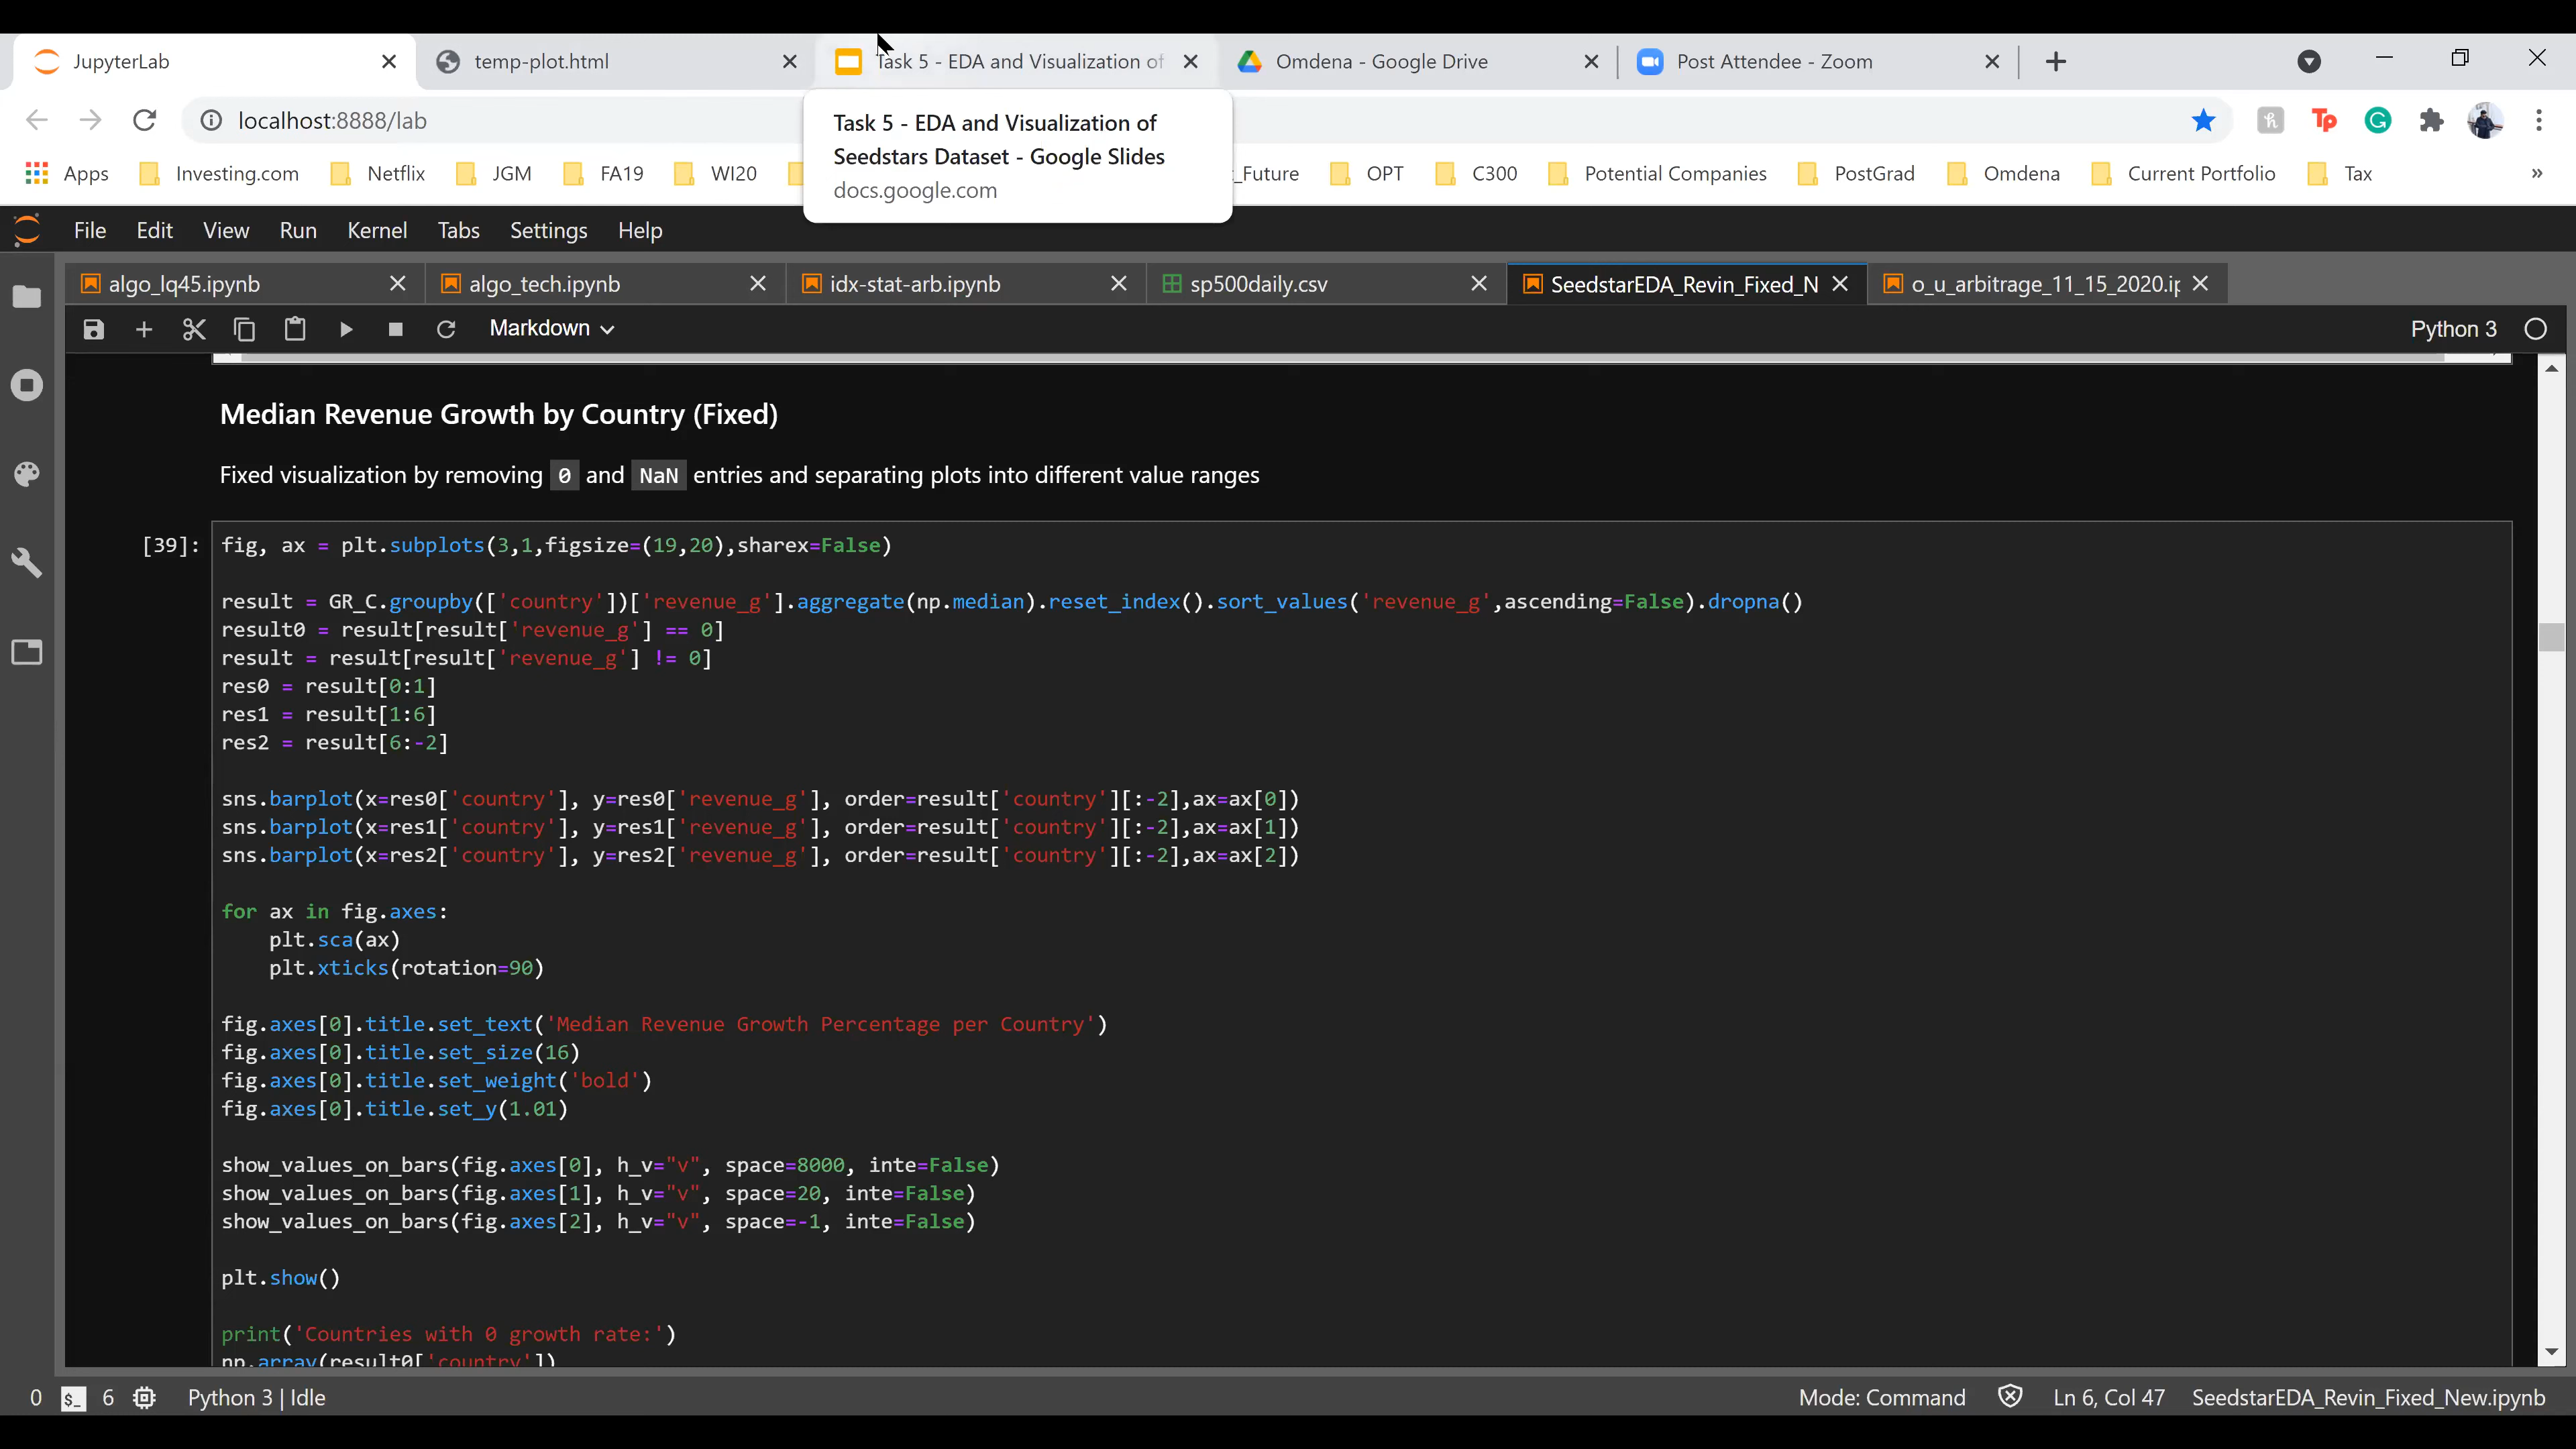 JupyterLab
temp-plot.html
Task 5 - EDA and Visualization of
Omdena - Google Drive
Post Attendee - Zoom
localhost:8888/lab
Task 5 - EDA and Visualization of
Seedstars Dataset - Google Slides
docs.google.com
Apps
Investing.com
Netflix
JGM
FA19
WI20
_Future
OPT
C300
Potential Companies
PostGrad
Omdena
Current Portfolio
Tax
»
File Edit View Run Kernel Tabs Settings Help
algo_lq45.ipynb
algo_tech.ipynb
idx-stat-arb.ipynb
sp500daily.csv
SeedstarEDA_Revin_Fixed_N
o_u_arbitrage_11_15_2020.ip
Markdown
Python 3
Median Revenue Growth by Country (Fixed)
Fixed visualization by removing 0 and NaN entries and separating plots into different value ranges
[39]:
fig, ax = plt.subplots(3,1,figsize=(19,20),sharex=False)
result = GR_C.groupby(['country'])['revenue_g'].aggregate(np.median).reset_index().sort_values('revenue_g',ascending=False).dropna()
result0 = result[result['revenue_g'] == 0]
result = result[result['revenue_g'] != 0]
res0 = result[0:1]
res1 = result[1:6]
res2 = result[6:-2]
sns.barplot(x=res0['country'], y=res0['revenue_g'], order=result['country'][:-2],ax=ax[0])
sns.barplot(x=res1['country'], y=res1['revenue_g'], order=result['country'][:-2],ax=ax[1])
sns.barplot(x=res2['country'], y=res2['revenue_g'], order=result['country'][:-2],ax=ax[2])
for ax in fig.axes:
    plt.sca(ax)
    plt.xticks(rotation=90)
fig.axes[0].title.set_text('Median Revenue Growth Percentage per Country')
fig.axes[0].title.set_size(16)
fig.axes[0].title.set_weight('bold')
fig.axes[0].title.set_y(1.01)
show_values_on_bars(fig.axes[0], h_v="v", space=8000, inte=False)
show_values_on_bars(fig.axes[1], h_v="v", space=20, inte=False)
show_values_on_bars(fig.axes[2], h_v="v", space=-1, inte=False)
plt.show()
print('Countries with 0 growth rate:')
np.array(result0['country'])
0 $_ 6 Python 3 | Idle
Mode: Command
Ln 6, Col 47
SeedstarEDA_Revin_Fixed_New.ipynb